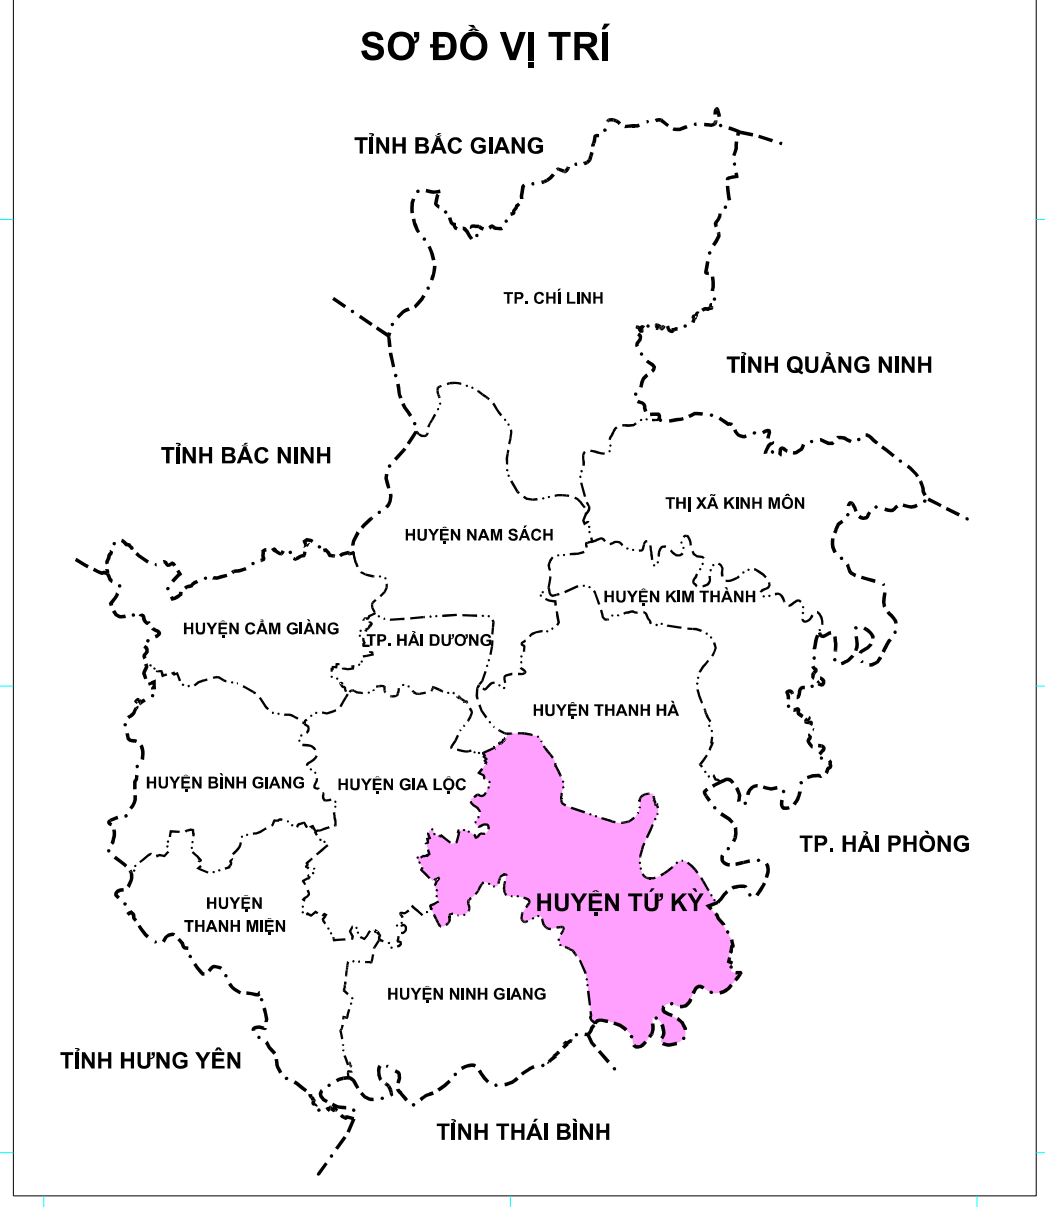 SƠ ĐỒ VỊ TRÍ
TỈNH BẮC GIANG
TP. CHÍ LINH
TỈNH QUẢNG NINH
TỈNH BẮC NINH
THỊ XÃ KINH MÔN
HUYỆN NAM SÁCH
HUYỆN KIM THÀNH
HUYỆN CẨM GIÀNG
TP. HẢI DƯƠNG
HUYỆN THANH HÀ
HUYỆN BÌNH GIANG
HUYỆN GIA LỘC
TP. HẢI PHÒNG
HUYỆN
THANH MIỆN
HUYỆN TỨ KỲ
HUYỆN NINH GIANG
TỈNH HƯNG YÊN
TỈNH THÁI BÌNH